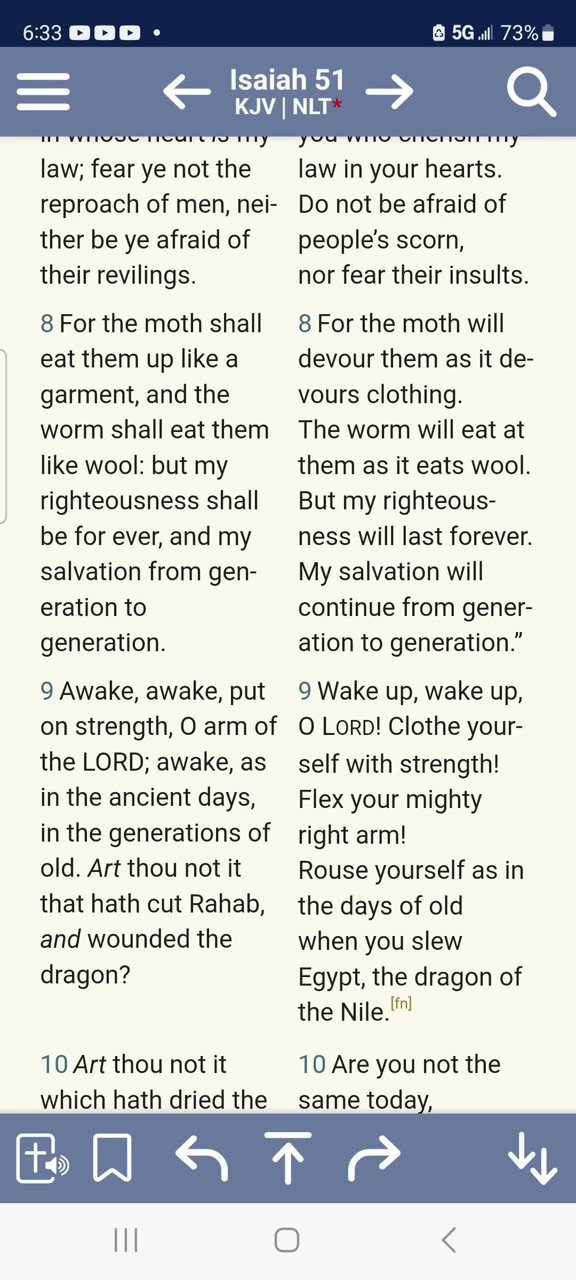 6:33
5G 73%
Isaiah 51
KJV | NLT*
in whose heart is my
law; fear ye not the
reproach of men, nei-
ther be ye afraid of
their revilings.
8 For the moth shall
eat them up like a
garment, and the
worm shall eat them
like wool: but my
righteousness shall
be for ever, and my
salvation from gen-
eration to
generation.
9 Awake, awake, put
on strength, O arm of
the LORD; awake, as
in the ancient days,
in the generations of
old. Art thou not it
that hath cut Rahab,
and wounded the
dragon?
10 Art thou not it
which hath dried the
you who cherish my
law in your hearts.
Do not be afraid of
people’s scorn,
nor fear their insults.
8 For the moth will
devour them as it de-
vours clothing.
The worm will eat at
them as it eats wool.
But my righteous-
ness will last forever.
My salvation will
continue from gener-
ation to generation.”
9 Wake up, wake up,
O LORD! Clothe your-
self with strength!
Flex your mighty
right arm!
Rouse yourself as in
the days of old
when you slew
Egypt, the dragon of
the Nile.[fn]
10 Are you not the
same today,